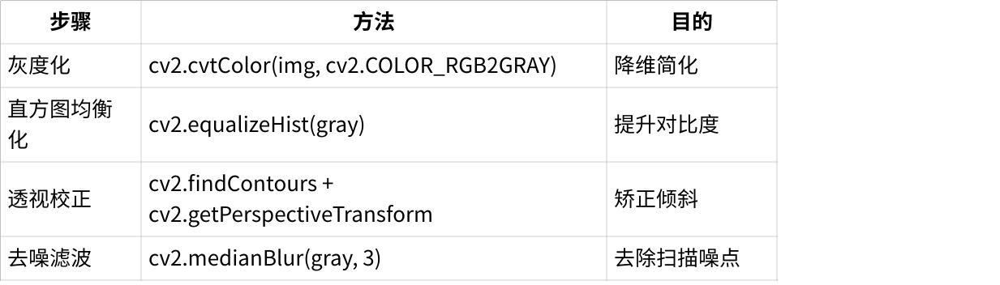 步骤 方法 目的
灰度化 cv2.cvtColor(img, cv2.COLOR_RGB2GRAY) 降维简化
直方图均衡
化 cv2.equalizeHist(gray) 提升对比度
透视校正 cv2.findContours +
cv2.getPerspectiveTransform 矫正倾斜
去噪滤波 cv2.medianBlur(gray, 3) 去除扫描噪点